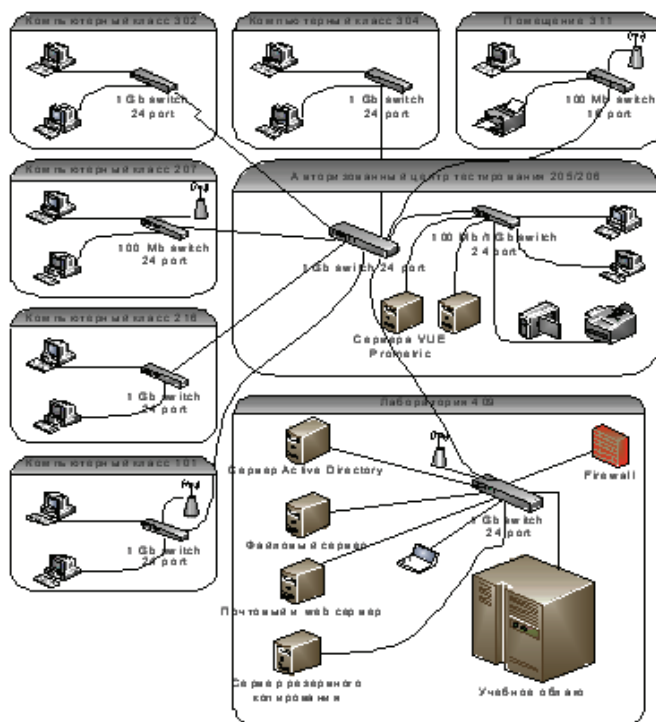 Компьютерный класс 302
1 Gb switch
24 port
Компьютерный класс 304
1 Gb switch
24 port
Помещение 311
100 Mb switch
16 port
Компьютерный класс 207
100 Mb switch
24 port
Авторизованный центр тестирования 205/206
1 Gb switch 24 port
100 Mb/1 Gb switch
24 port
Сервера VUE
Prometric
Компьютерный класс 216
1 Gb switch
24 port
Компьютерный класс 101
1 Gb switch
24 port
Лаборатория 409
Сервер Active Directory
Firewall
1 Gb switch
24 port
Файловый сервер
Почтовый и web сервер
Сервер резервного
копирования
Учебное облако